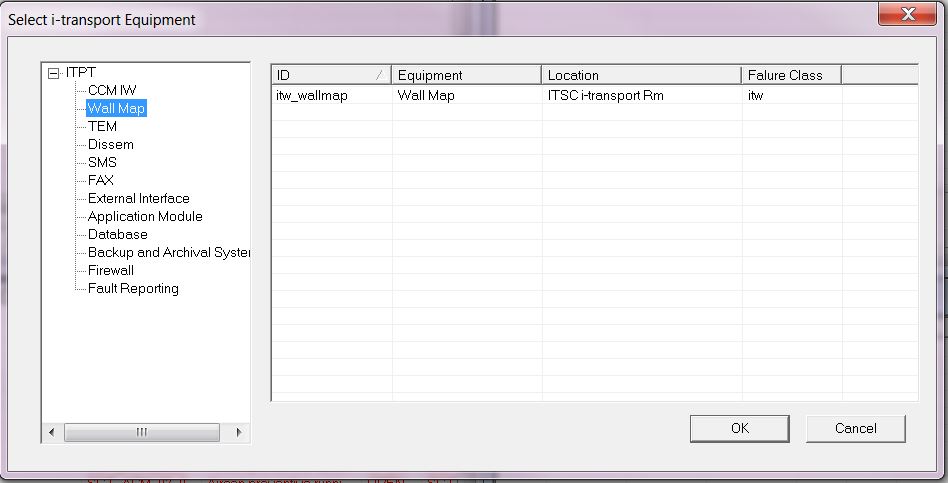 Select i-transport Equipment
ITPT
CCM IW
Wall Map
TEM
Dissem
SMS
FAX
External Interface
Application Module
Database
Backup and Archival Syster
Firewall
Fault Reporting
ID Equipment Location Falure Class
itw_wallmap Wall Map ITSC i-transport Rm itw
OK Cancel